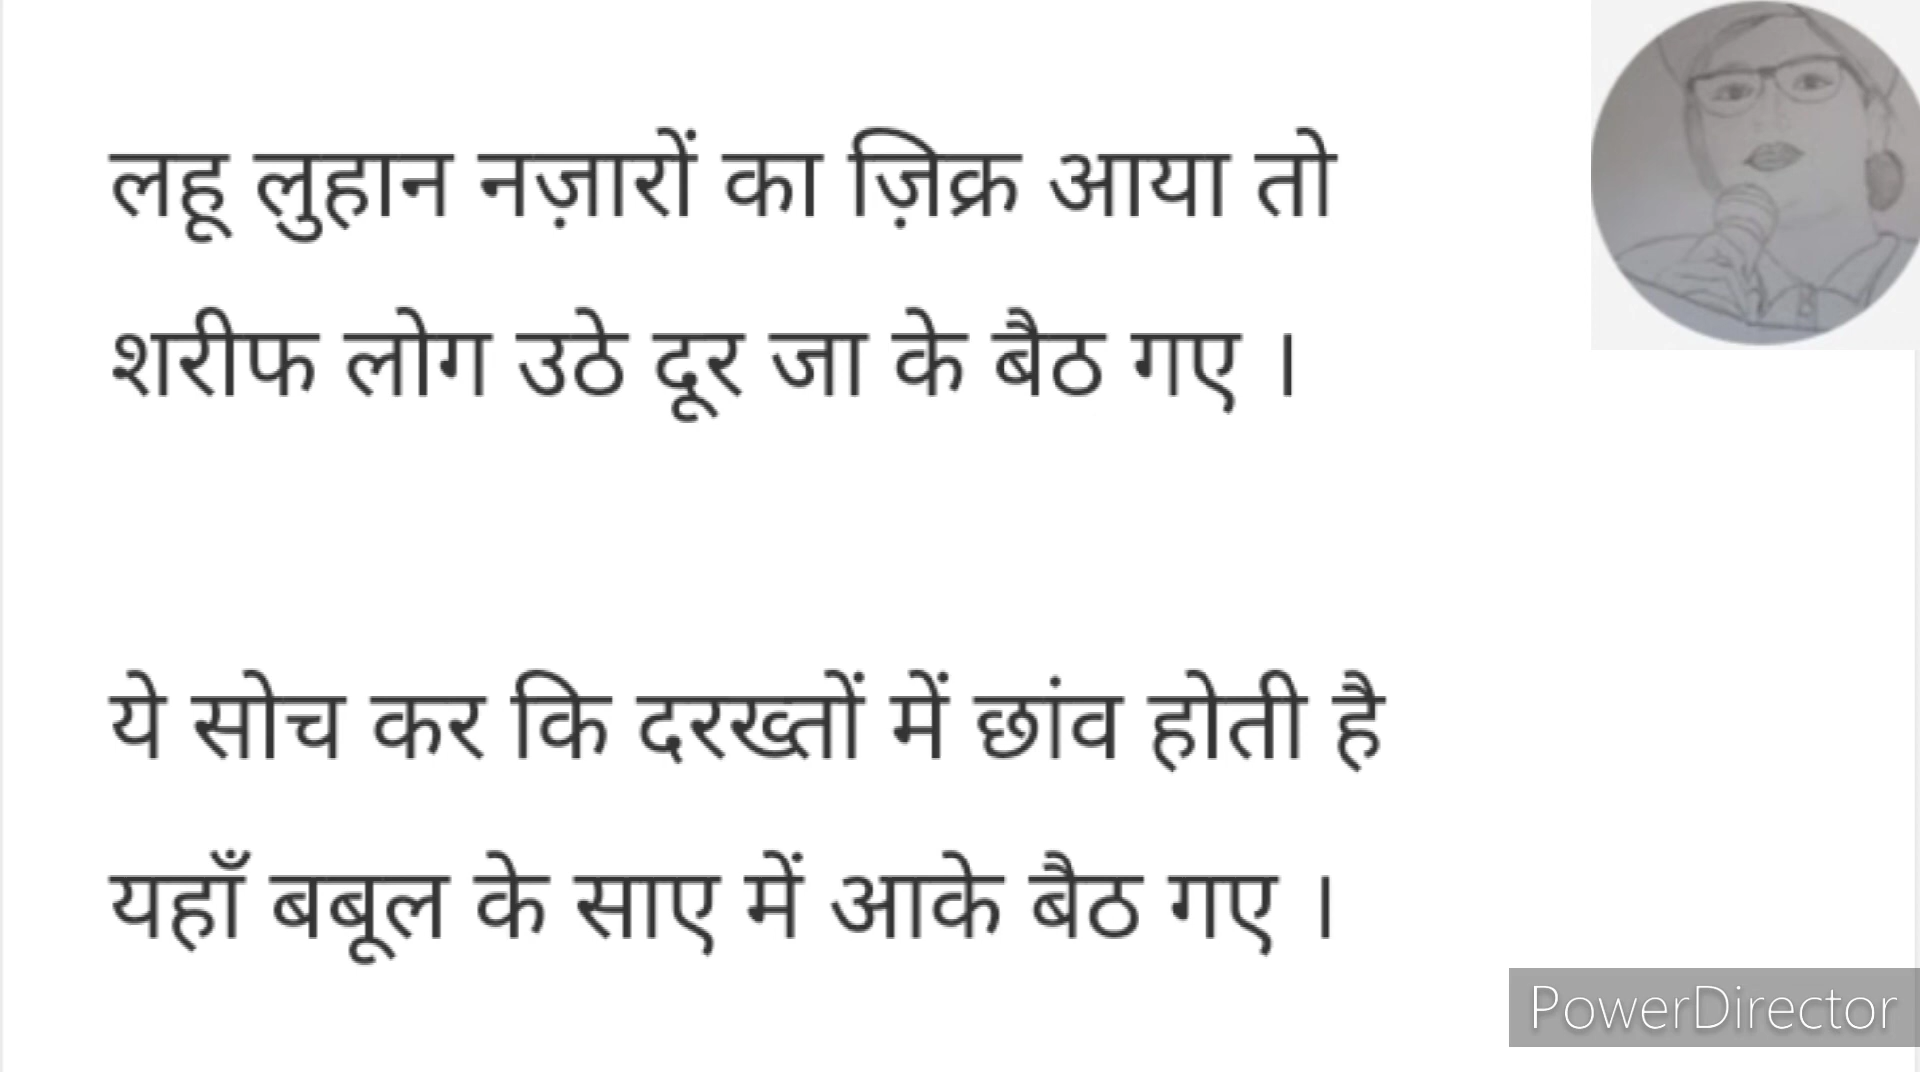 लहू लुहान नज़ारों का ज़िक्र आया तो
शरीफ लोग उठे दूर जा के बैठ गए ।
ये सोच कर कि दरख्तों में छांव होती है
यहाँ बबूल के साए में आके बैठ गए ।
PowerDirector